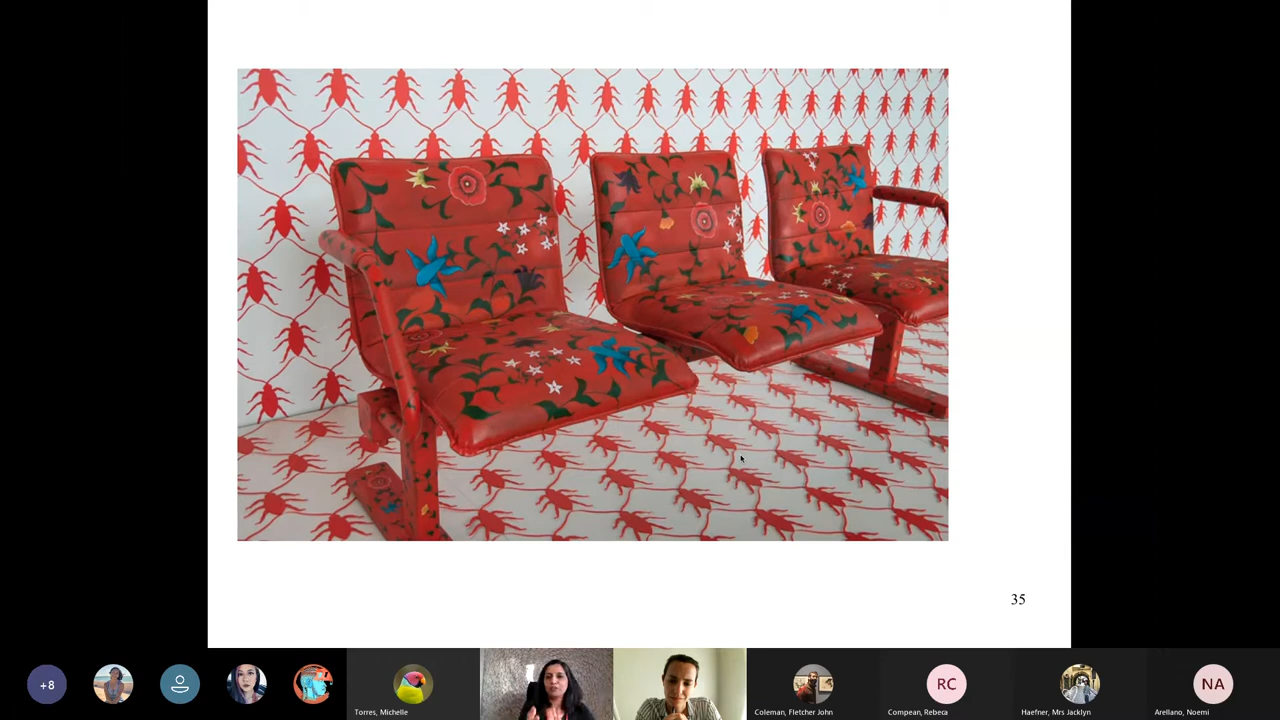 35
+8
Torres, Michelle
Coleman, Fletcher John
RC
Compean, Rebeca
Haefner, Mrs Jacklyn
NA
Arellano, Noemi